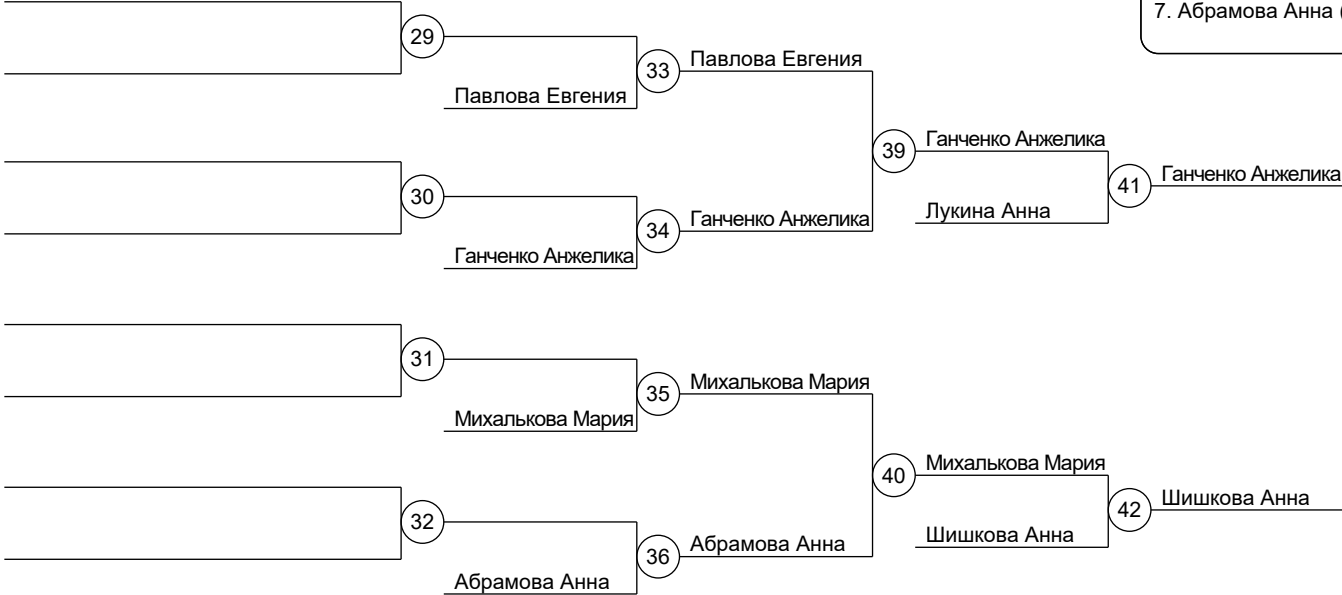 7. Абрамова Анна (
29
33
Павлова Евгения
Павлова Евгения
39
Ганченко Анжелика
41
Ганченко Анжелика
30
34
Ганченко Анжелика
Лукина Анна
Ганченко Анжелика
31
35
Михалькова Мария
Михалькова Мария
40
Михалькова Мария
42
Шишкова Анна
32
36
Абрамова Анна
Шишкова Анна
Абрамова Анна